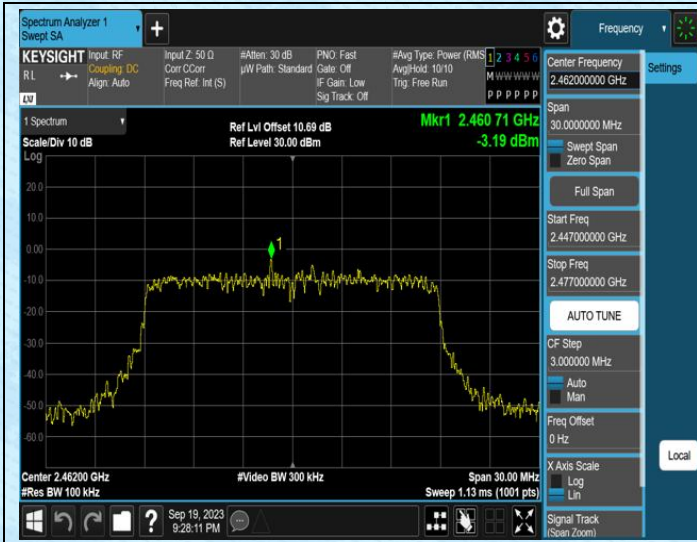 Spectrum Analyzer 1
Swept SA
Frequency
KEYSIGHT
RL
LXI
Input: RF
Coupling: DC
Align: Auto
Input Z: 50 Ω
Corr CCorr
Freq Ref: Int (S)
#Atten: 30 dB
µW Path: Standard
PNO: Fast
Gate: Off
IF Gain: Low
Sig Track: Off
#Avg Type: Power (RMS
Avg|Hold: 10/10
Trig: Free Run
1 2 3 4 5 6
M W W W W W
P P P P P P
1 Spectrum
Scale/Div 10 dB
Ref Lvl Offset 10.69 dB
Ref Level 30.00 dBm
Mkr1 2.460 71 GHz
-3.19 dBm
Log
20.0
10.0
0.00
-10.0
-20.0
-30.0
-40.0
-50.0
-60.0
1
Center 2.46200 GHz
#Res BW 100 kHz
#Video BW 300 kHz
Span 30.00 MHz
Sweep 1.13 ms (1001 pts)
?
Sep 19, 2023
9:28:11 PM
Center Frequency
2.462000000 GHz
Span
30.0000000 MHz
Swept Span
Zero Span
Full Span
Start Freq
2.447000000 GHz
Stop Freq
2.477000000 GHz
AUTO TUNE
CF Step
3.000000 MHz
Auto
Man
Freq Offset
0 Hz
X Axis Scale
Log
Lin
Signal Track
(Span Zoom)
Settings
Local